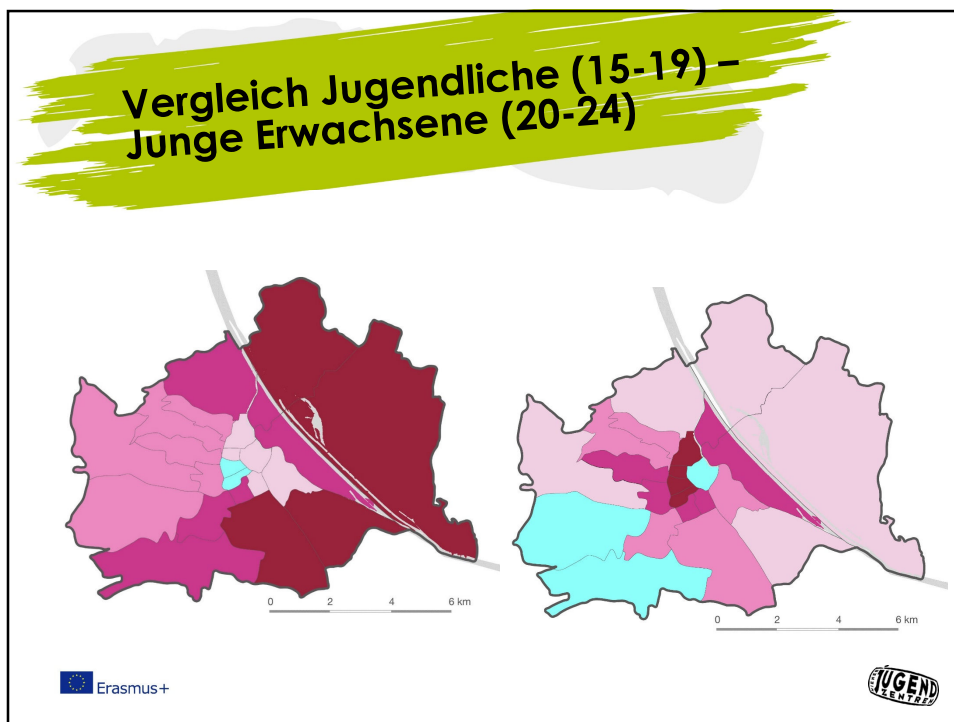 Vergleich Jugendliche (15-19) –
Junge Erwachsene (20-24)
0 2 4 6 km
0 2 4 6 km
Erasmus+
JUGEND
ZENTREN